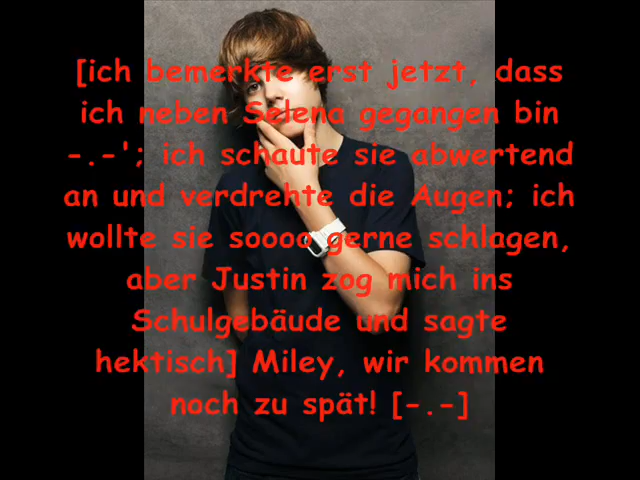 [ich bemerkte erst jetzt, dass
ich neben Selena gegangen bin
-.-'; ich schaute sie abwertend
an und verdrehte die Augen; ich
wollte sie soooo gerne schlagen,
aber Justin zog mich ins
Schulgebäude und sagte
hektisch] Miley, wir kommen
noch zu spät! [-.-]